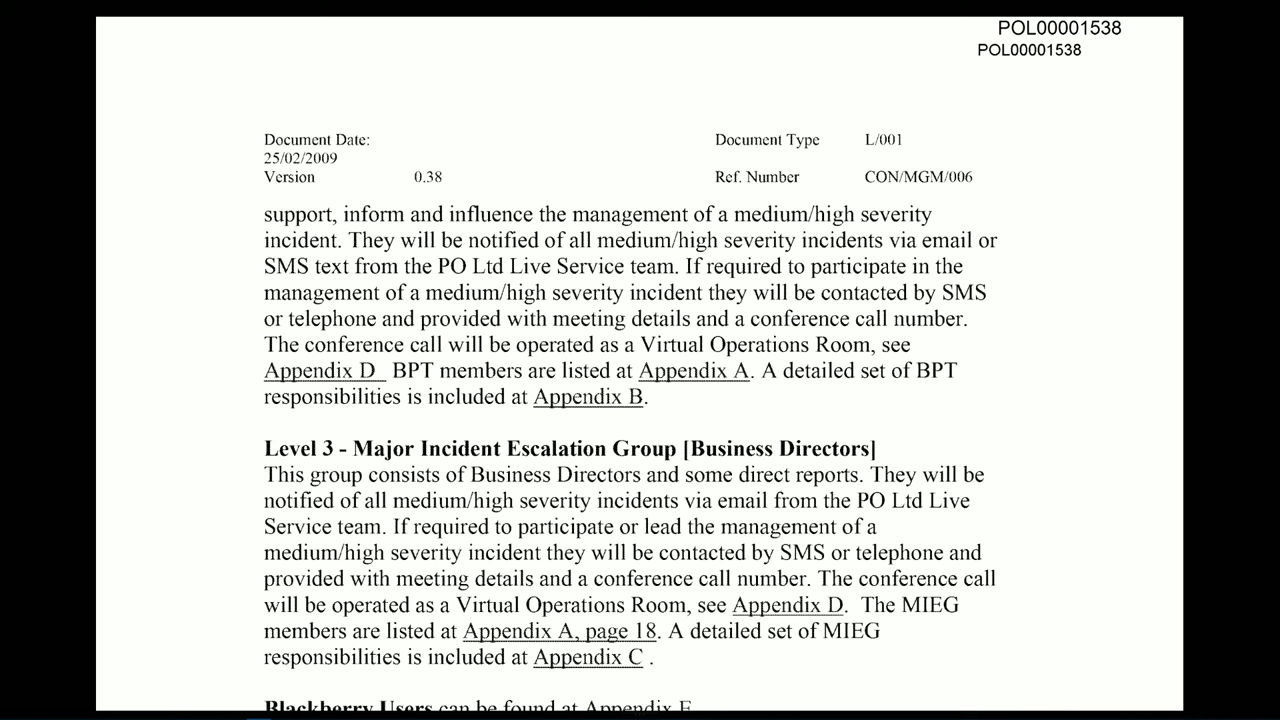 POL00001538
POL00001538
Document Date: Document Type L/001
25/02/2009
Version 0.38 Ref. Number CON/MGM/006
support, inform and influence the management of a medium/high severity
incident. They will be notified of all medium/high severity incidents via email or
SMS text from the PO Ltd Live Service team. If required to participate in the
management of a medium/high severity incident they will be contacted by SMS
or telephone and provided with meeting details and a conference call number.
The conference call will be operated as a Virtual Operations Room, see
Appendix D BPT members are listed at Appendix A. A detailed set of BPT
responsibilities is included at Appendix B.
Level 3 - Major Incident Escalation Group [Business Directors]
This group consists of Business Directors and some direct reports. They will be
notified of all medium/high severity incidents via email from the PO Ltd Live
Service team. If required to participate or lead the management of a
medium/high severity incident they will be contacted by SMS or telephone and
provided with meeting details and a conference call number. The conference call
will be operated as a Virtual Operations Room, see Appendix D. The MIEG
members are listed at Appendix A, page 18. A detailed set of MIEG
responsibilities is included at Appendix C .
Blackberry Users can be found at Appendix